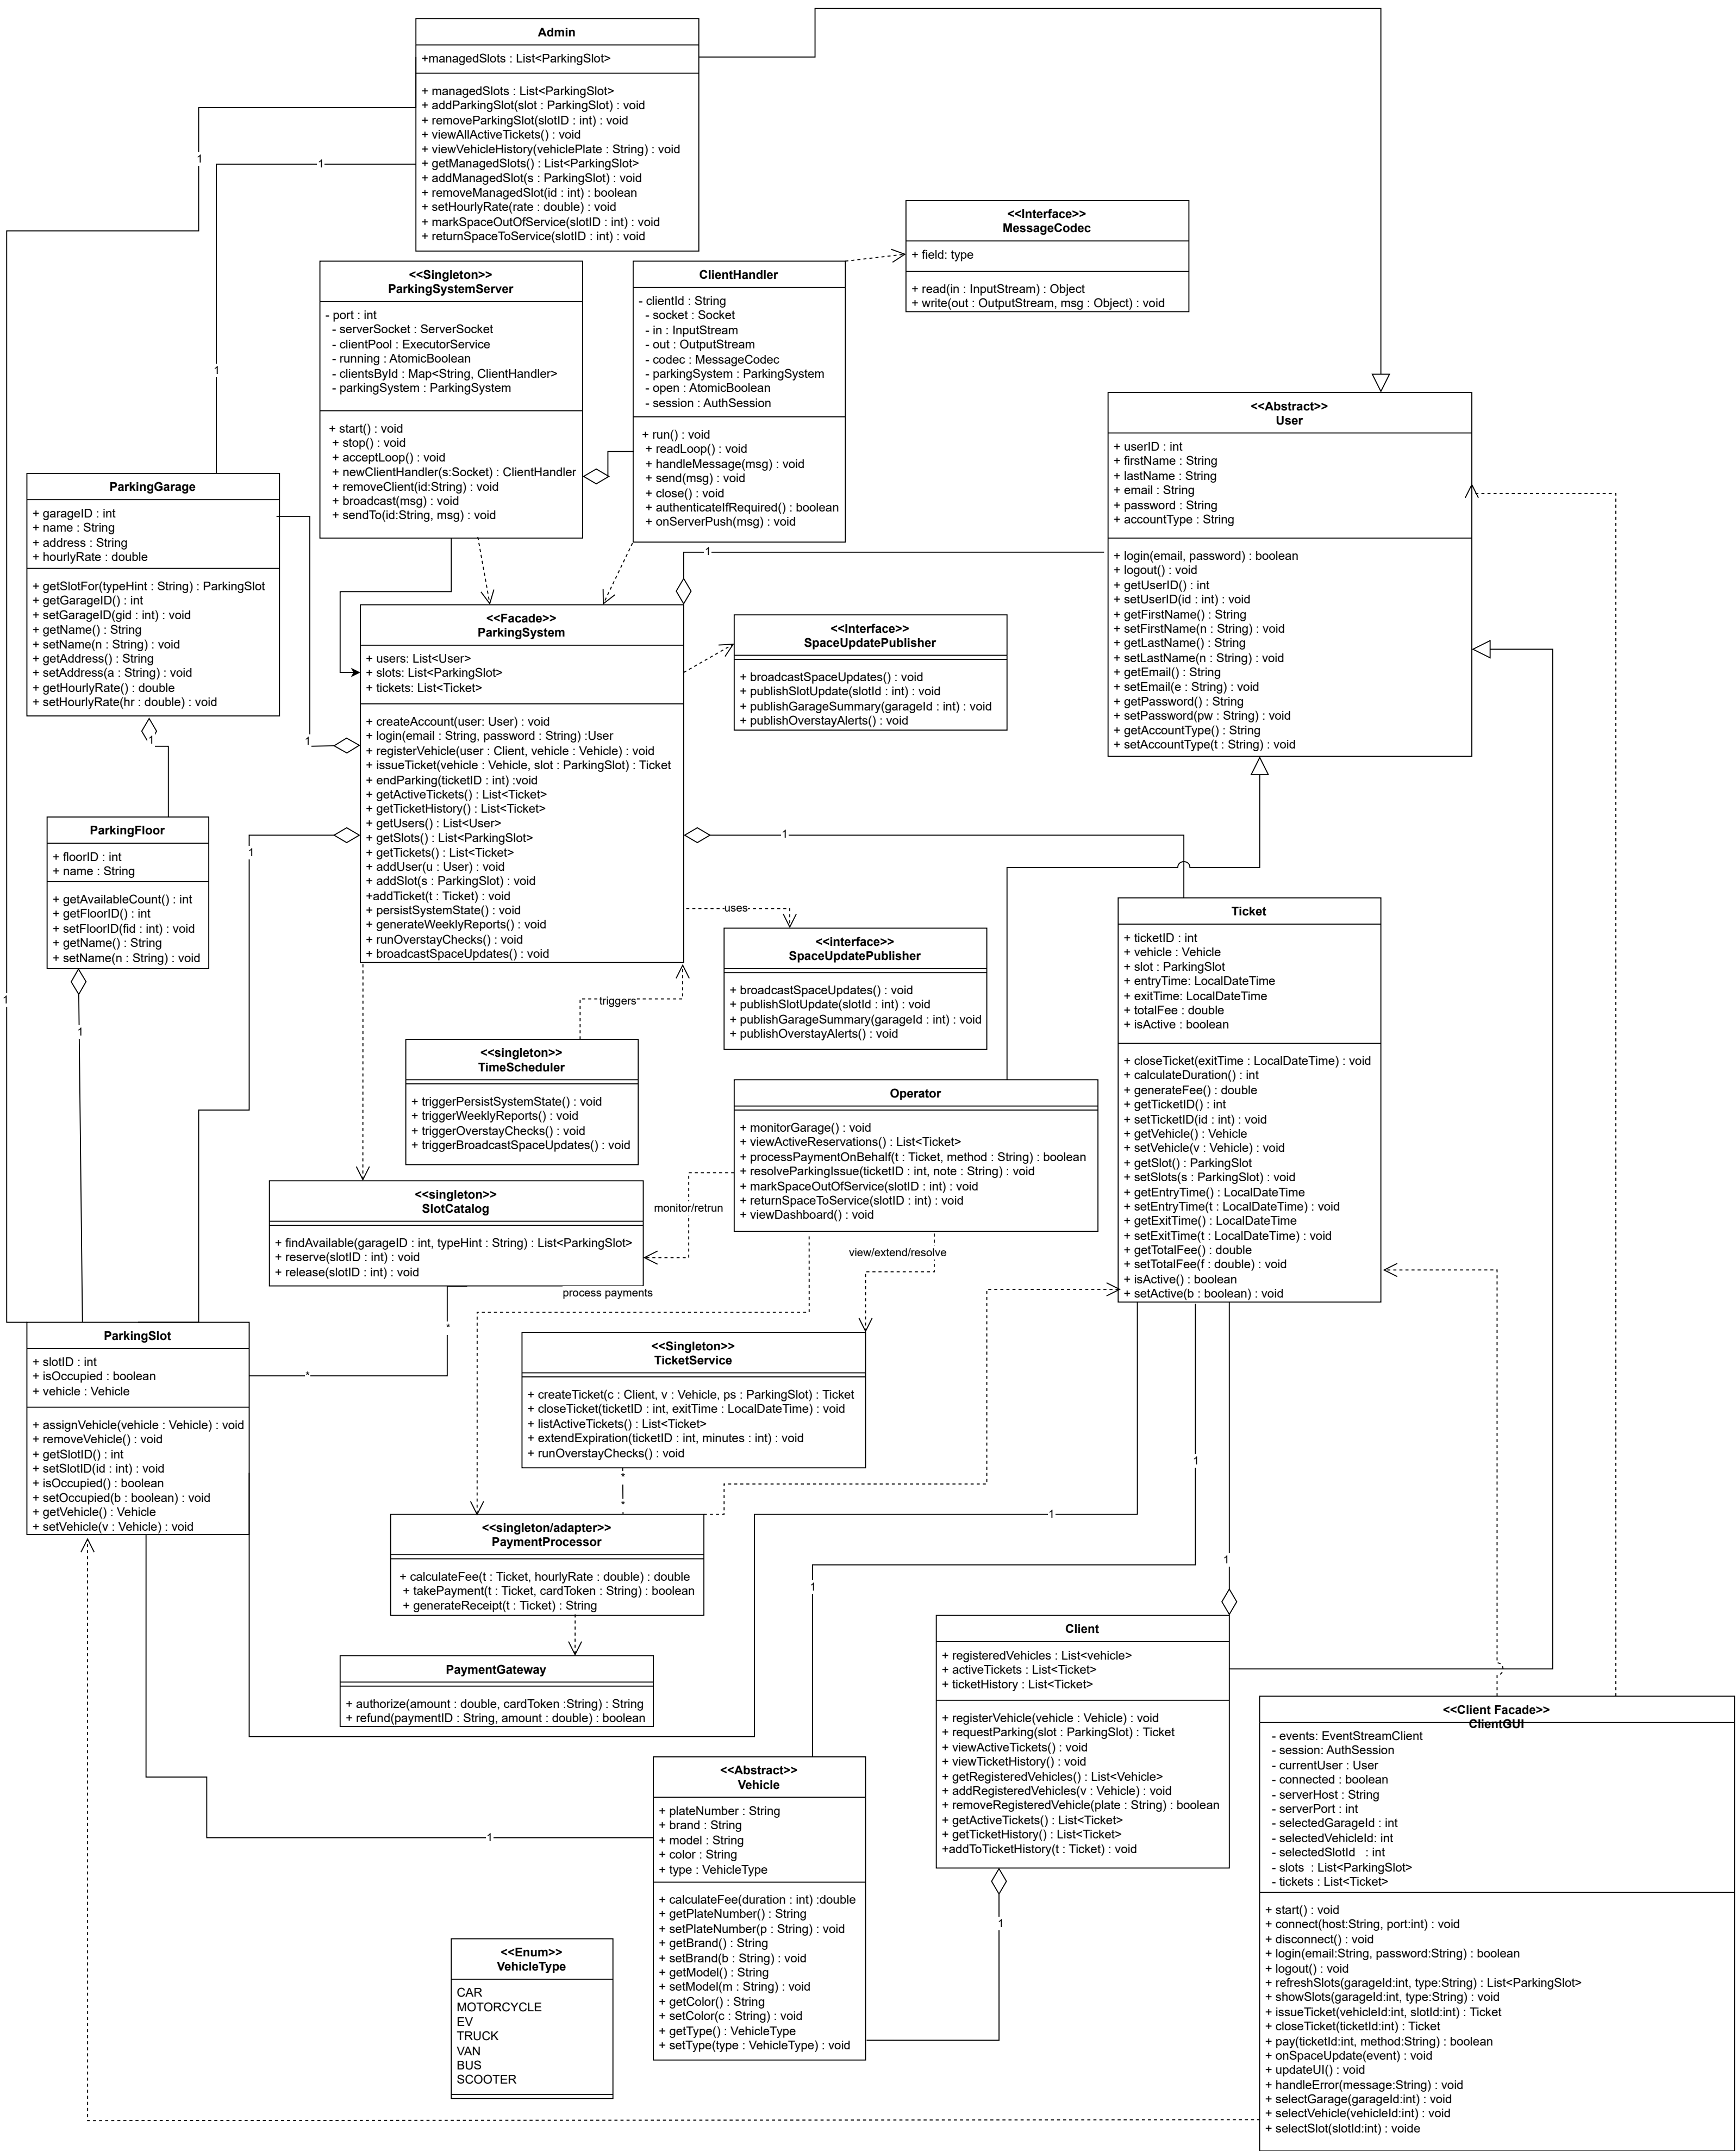 Admin
+managedSlots : List<ParkingSlot>
+ managedSlots : List<ParkingSlot>
+ addParkingSlot(slot : ParkingSlot) : void
+ removeParkingSlot(slotID : int) : void
+ viewAllActiveTickets() : void
+ viewVehicleHistory(vehiclePlate : String) : void
+ getManagedSlots() : List<ParkingSlot>
+ addManagedSlot(s : ParkingSlot) : void
+ removeManagedSlot(id : int) : boolean
+ setHourlyRate(rate : double) : void
+ markSpaceOutOfService(slotID : int) : void
+ returnSpaceToService(slotID : int) : void
1
1
1
1
<<Interface>>
MessageCodec
+ field: type
+ read(in : InputStream) : Object
+ write(out : OutputStream, msg : Object) : void
<<Singleton>>
ParkingSystemServer
- port : int
- serverSocket : ServerSocket
- clientPool : ExecutorService
- running : AtomicBoolean
- clientsById : Map<String, ClientHandler>
- parkingSystem : ParkingSystem
+ start() : void
+ stop() : void
+ acceptLoop() : void
+ newClientHandler(s:Socket) : ClientHandler
+ removeClient(id:String) : void
+ broadcast(msg) : void
+ sendTo(id:String, msg) : void
ClientHandler
- clientId : String
- socket : Socket
- in : InputStream
- out : OutputStream
- codec : MessageCodec
- parkingSystem : ParkingSystem
- open : AtomicBoolean
- session : AuthSession
+ run() : void
+ readLoop() : void
+ handleMessage(msg) : void
+ send(msg) : void
+ close() : void
+ authenticateIfRequired() : boolean
+ onServerPush(msg) : void
<<Abstract>>
User
+ userID : int
+ firstName : String
+ lastName : String
+ email : String
+ password : String
+ accountType : String
+ login(email, password) : boolean
+ logout() : void
+ getUserID() : int
+ setUserID(id : int) : void
+ getFirstName() : String
+ setFirstName(n : String) : void
+ getLastName() : String
+ setLastName(n : String) : void
+ getEmail() : String
+ setEmail(e : String) : void
+ getPassword() : String
+ setPassword(pw : String) : void
+ getAccountType() : String
+ setAccountType(t : String) : void
ParkingGarage
+ garageID : int
+ name : String
+ address : String
+ hourlyRate : double
+ getSlotFor(typeHint : String) : ParkingSlot
+ getGarageID() : int
+ setGarageID(gid : int) : void
+ getName() : String
+ setName(n : String) : void
+ getAddress() : String
+ setAddress(a : String) : void
+ getHourlyRate() : double
+ setHourlyRate(hr : double) : void
1
1
1
<<Facade>>
ParkingSystem
+ users: List<User>
+ slots: List<ParkingSlot>
+ tickets: List<Ticket>
+ createAccount(user: User) : void
+ login(email : String, password : String) :User
+ registerVehicle(user : Client, vehicle : Vehicle) : void
+ issueTicket(vehicle : Vehicle, slot : ParkingSlot) : Ticket
+ endParking(ticketID : int) :void
+ getActiveTickets() : List<Ticket>
+ getTicketHistory() : List<Ticket>
+ getUsers() : List<User>
+ getSlots() : List<ParkingSlot>
+ getTickets() : List<Ticket>
+ addUser(u : User) : void
+ addSlot(s : ParkingSlot) : void
+addTicket(t : Ticket) : void
+ persistSystemState() : void
+ generateWeeklyReports() : void
+ runOverstayChecks() : void
+ broadcastSpaceUpdates() : void
<<Interface>>
SpaceUpdatePublisher
+ broadcastSpaceUpdates() : void
+ publishSlotUpdate(slotId : int) : void
+ publishGarageSummary(garageId : int) : void
+ publishOverstayAlerts() : void
ParkingFloor
+ floorID : int
+ name : String
+ getAvailableCount() : int
+ getFloorID() : int
+ setFloorID(fid : int) : void
+ getName() : String
+ setName(n : String) : void
1
1
1
uses
<<interface>>
SpaceUpdatePublisher
+ broadcastSpaceUpdates() : void
+ publishSlotUpdate(slotId : int) : void
+ publishGarageSummary(garageId : int) : void
+ publishOverstayAlerts() : void
Ticket
+ ticketID : int
+ vehicle : Vehicle
+ slot : ParkingSlot
+ entryTime: LocalDateTime
+ exitTime: LocalDateTime
+ totalFee : double
+ isActive : boolean
+ closeTicket(exitTime : LocalDateTime) : void
+ calculateDuration() : int
+ generateFee() : double
+ getTicketID() : int
+ setTicketID(id : int) : void
+ getVehicle() : Vehicle
+ setVehicle(v : Vehicle) : void
+ getSlot() : ParkingSlot
+ setSlots(s : ParkingSlot) : void
+ getEntryTime() : LocalDateTime
+ setEntryTime(t : LocalDateTime) : void
+ getExitTime() : LocalDateTime
+ setExitTime(t : LocalDateTime) : void
+ getTotalFee() : double
+ setTotalFee(f : double) : void
+ isActive() : boolean
+ setActive(b : boolean) : void
1
triggers
<<singleton>>
TimeScheduler
+ triggerPersistSystemState() : void
+ triggerWeeklyReports() : void
+ triggerOverstayChecks() : void
+ triggerBroadcastSpaceUpdates() : void
Operator
+ monitorGarage() : void
+ viewActiveReservations() : List<Ticket>
+ processPaymentOnBehalf(t : Ticket, method : String) : boolean
+ resolveParkingIssue(ticketID : int, note : String) : void
+ markSpaceOutOfService(slotID : int) : void
+ returnSpaceToService(slotID : int) : void
+ viewDashboard() : void
<<singleton>>
SlotCatalog
+ findAvailable(garageID : int, typeHint : String) : List<ParkingSlot>
+ reserve(slotID : int) : void
+ release(slotID : int) : void
monitor/retrun
view/extend/resolve
process payments
*
*
ParkingSlot
+ slotID : int
+ isOccupied : boolean
+ vehicle : Vehicle
+ assignVehicle(vehicle : Vehicle) : void
+ removeVehicle() : void
+ getSlotID() : int
+ setSlotID(id : int) : void
+ isOccupied() : boolean
+ setOccupied(b : boolean) : void
+ getVehicle() : Vehicle
+ setVehicle(v : Vehicle) : void
<<Singleton>>
TicketService
+ createTicket(c : Client, v : Vehicle, ps : ParkingSlot) : Ticket
+ closeTicket(ticketID : int, exitTime : LocalDateTime) : void
+ listActiveTickets() : List<Ticket>
+ extendExpiration(ticketID : int, minutes : int) : void
+ runOverstayChecks() : void
*
*
1
1
1
1
<<singleton/adapter>>
PaymentProcessor
+ calculateFee(t : Ticket, hourlyRate : double) : double
+ takePayment(t : Ticket, cardToken : String) : boolean
+ generateReceipt(t : Ticket) : String
PaymentGateway
+ authorize(amount : double, cardToken :String) : String
+ refund(paymentID : String, amount : double) : boolean
Client
+ registeredVehicles : List<vehicle>
+ activeTickets : List<Ticket>
+ ticketHistory : List<Ticket>
+ registerVehicle(vehicle : Vehicle) : void
+ requestParking(slot : ParkingSlot) : Ticket
+ viewActiveTickets() : void
+ viewTicketHistory() : void
+ getRegisteredVehicles() : List<Vehicle>
+ addRegisteredVehicles(v : Vehicle) : void
+ removeRegisteredVehicle(plate : String) : boolean
+ getActiveTickets() : List<Ticket>
+ getTicketHistory() : List<Ticket>
+addToTicketHistory(t : Ticket) : void
<<Client Facade>>
ClientGUI
- events: EventStreamClient
- session: AuthSession
- currentUser : User
- connected : boolean
- serverHost : String
- serverPort : int
- selectedGarageId : int
- selectedVehicleId: int
- selectedSlotId : int
- slots : List<ParkingSlot>
- tickets : List<Ticket>
+ start() : void
+ connect(host:String, port:int) : void
+ disconnect() : void
+ login(email:String, password:String) : boolean
+ logout() : void
+ refreshSlots(garageId:int, type:String) : List<ParkingSlot>
+ showSlots(garageId:int, type:String) : void
+ issueTicket(vehicleId:int, slotId:int) : Ticket
+ closeTicket(ticketId:int) : Ticket
+ pay(ticketId:int, method:String) : boolean
+ onSpaceUpdate(event) : void
+ updateUI() : void
+ handleError(message:String) : void
+ selectGarage(garageId:int) : void
+ selectVehicle(vehicleId:int) : void
+ selectSlot(slotId:int) : voide
<<Abstract>>
Vehicle
+ plateNumber : String
+ brand : String
+ model : String
+ color : String
+ type : VehicleType
+ calculateFee(duration : int) :double
+ getPlateNumber() : String
+ setPlateNumber(p : String) : void
+ getBrand() : String
+ setBrand(b : String) : void
+ getModel() : String
+ setModel(m : String) : void
+ getColor() : String
+ setColor(c : String) : void
+ getType() : VehicleType
+ setType(type : VehicleType) : void
1
1
<<Enum>>
VehicleType
CAR
MOTORCYCLE
EV
TRUCK
VAN
BUS
SCOOTER